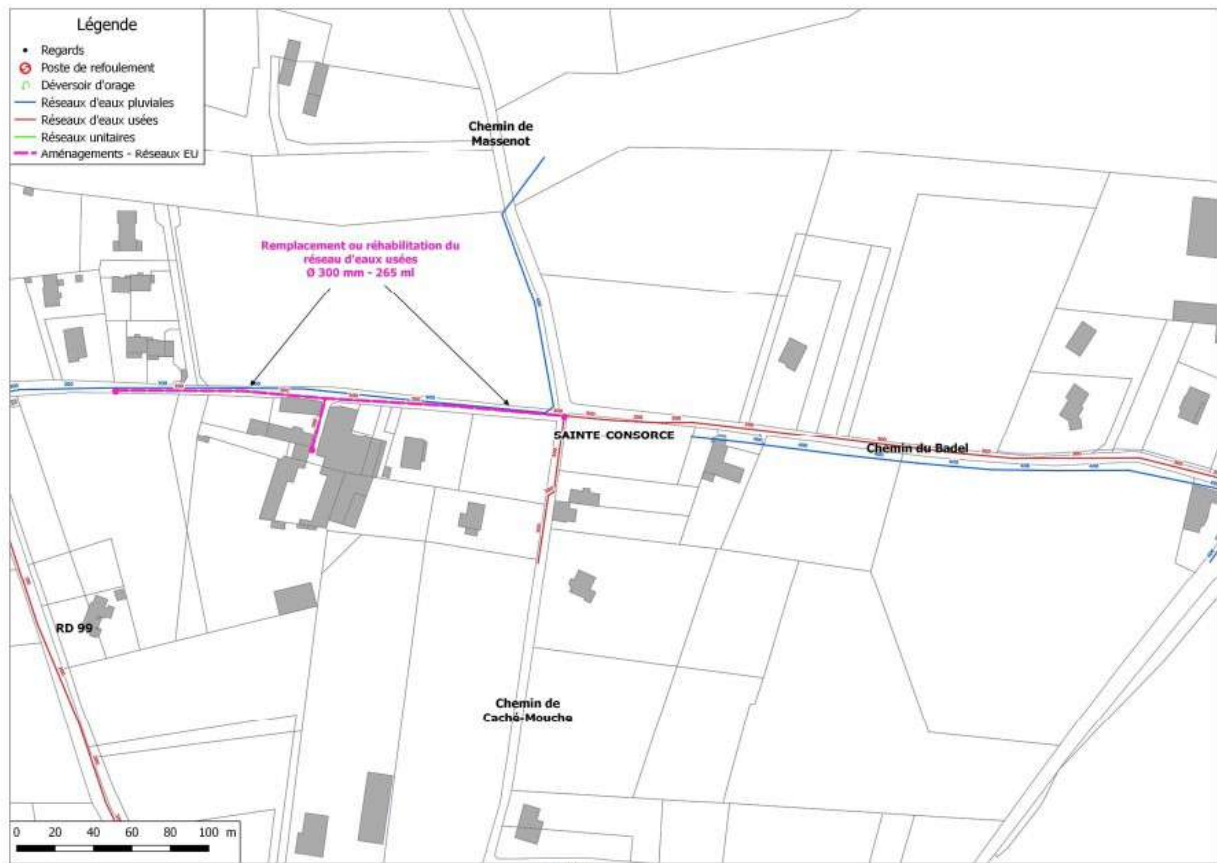 Légende
Regards
Poste de refoulement
Déversoir d'orage
Réseaux d'eaux pluviales
Réseaux d'eaux usées
Réseaux unitaires
Aménagements - Réseaux EU
Chemin de
Massenot
Remplacement ou réhabilitation du
réseau d'eaux usées
Ø 300 mm - 265 ml
SAINTE-CONSORCE
Chemin du Badel
RD 99
Chemin de
Caché-Mouche
0 20 40 60 80 100 m